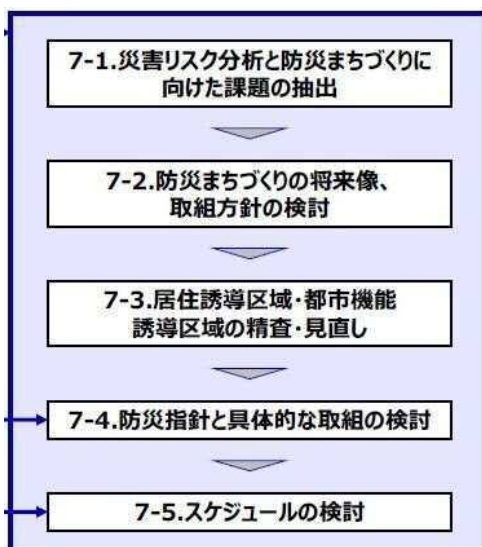 7-1.災害リスク分析と防災まちづくりに
向けた課題の抽出
7-2.防災まちづくりの将来像、
取組方針の検討
7-3.居住誘導区域・都市機能
誘導区域の精査・見直し
7-4.防災指針と具体的な取組の検討
7-5.スケジュールの検討